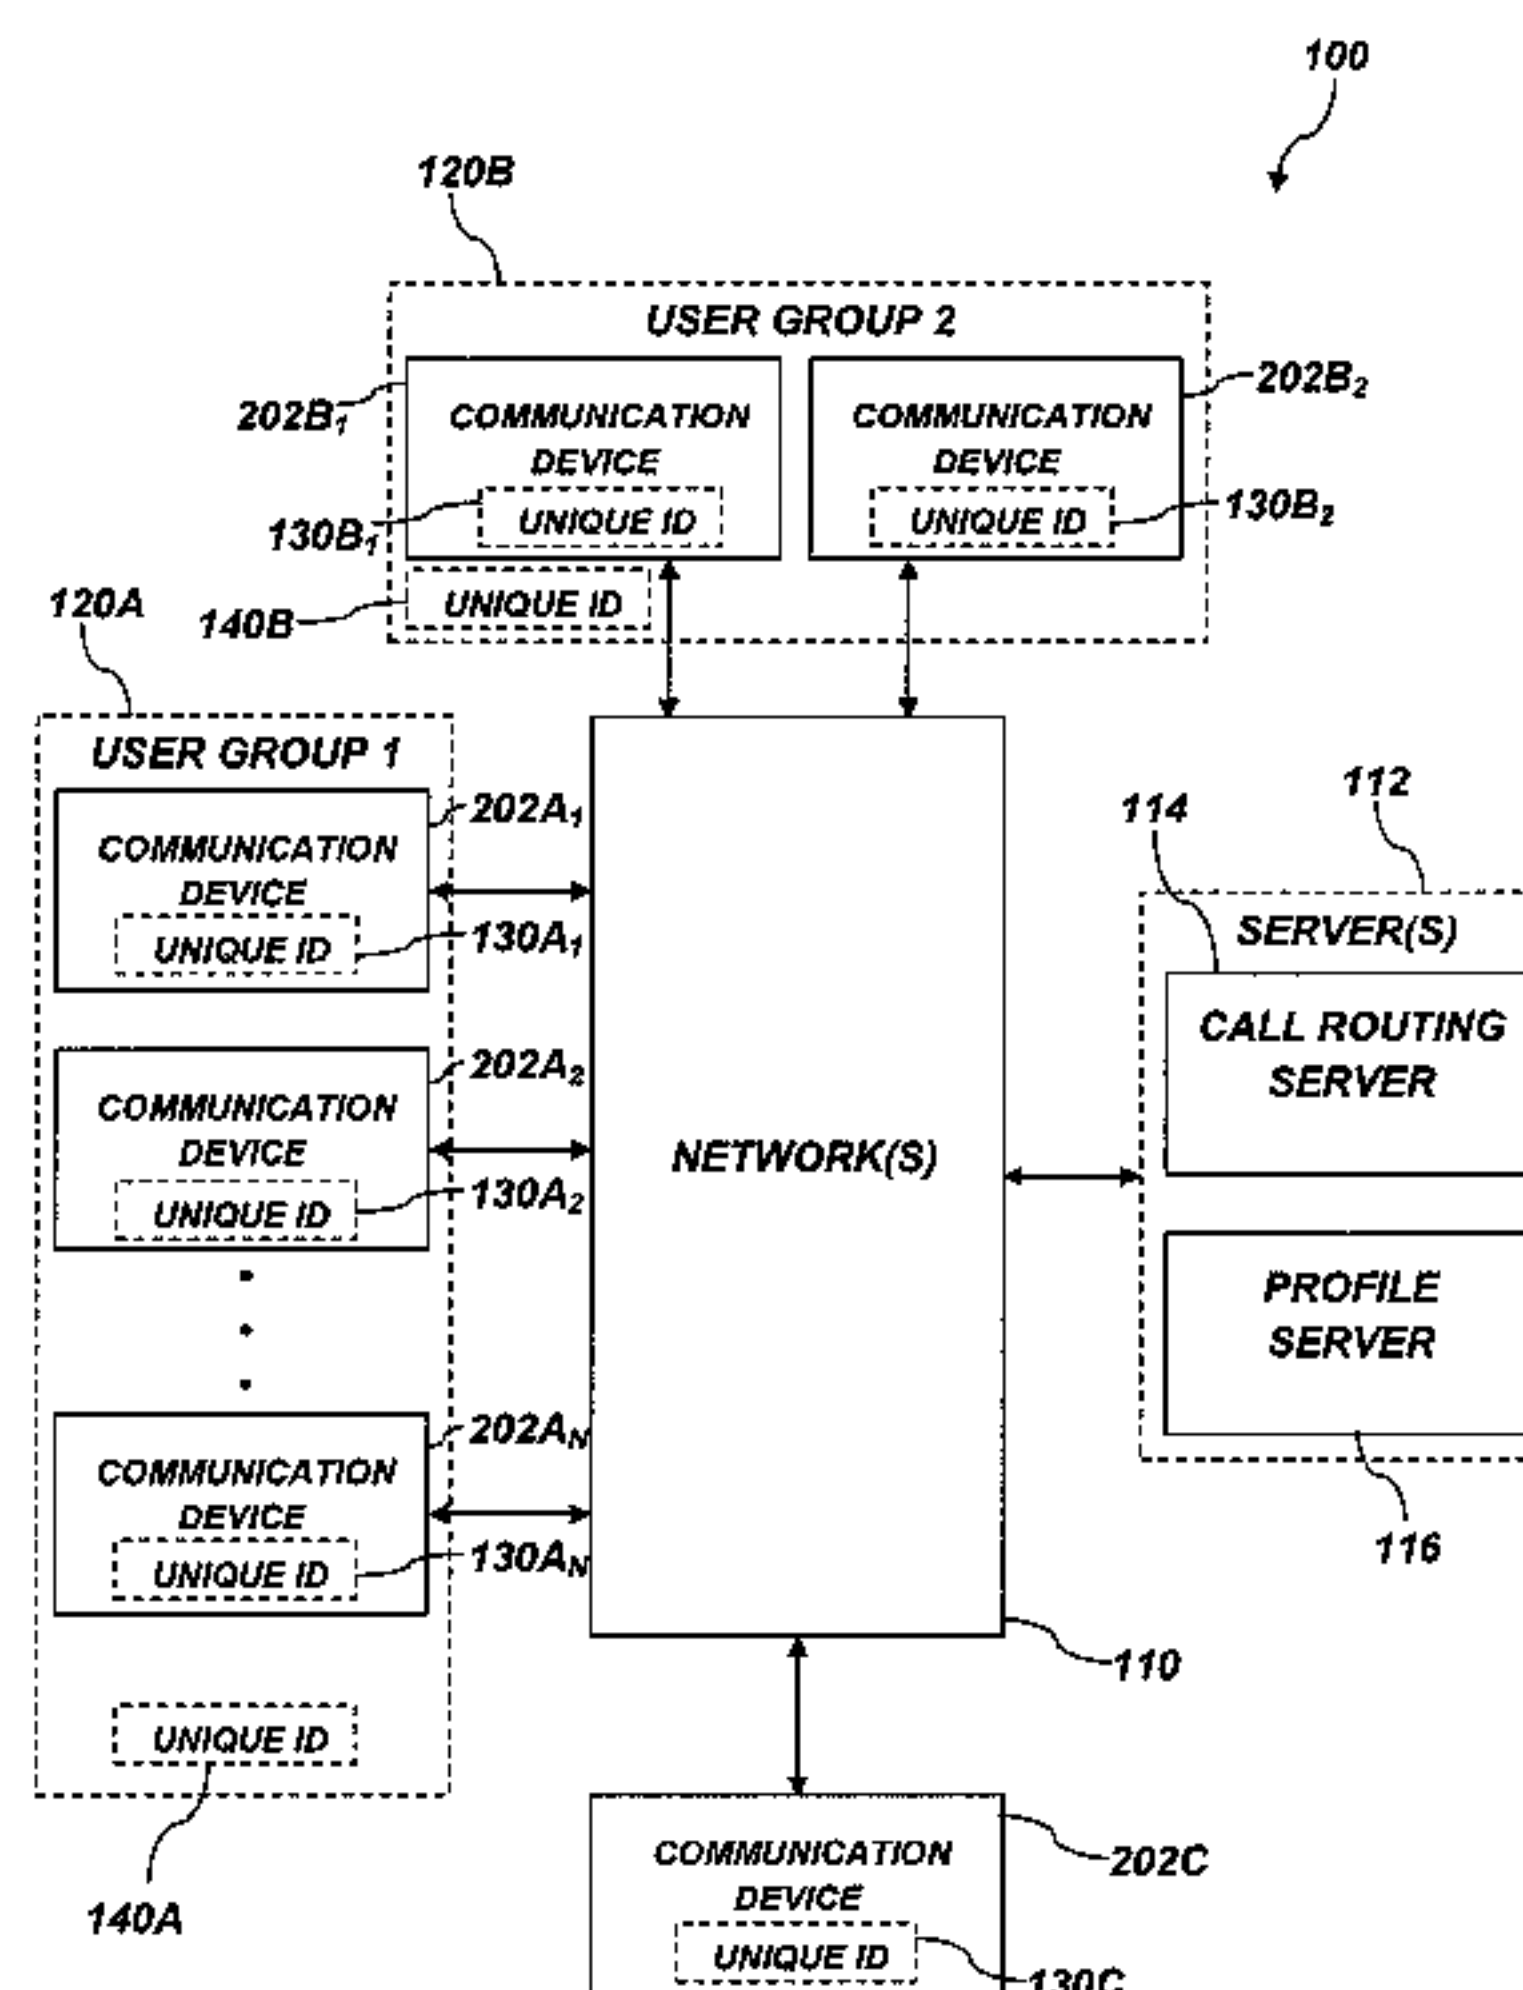 100
120B
USER GROUP 2
202B1
COMMUNICATION
DEVICE
UNIQUE ID
130B1
COMMUNICATION
DEVICE
UNIQUE ID
202B2
130B2
UNIQUE ID
140B
120A
USER GROUP 1
COMMUNICATION
DEVICE
UNIQUE ID
202A1
130A1
COMMUNICATION
DEVICE
UNIQUE ID
202A2
130A2
COMMUNICATION
DEVICE
UNIQUE ID
202AN
130AN
UNIQUE ID
140A
NETWORK(S)
110
112
114
SERVER(S)
CALL ROUTING
SERVER
PROFILE
SERVER
116
COMMUNICATION
DEVICE
UNIQUE ID
202C
130C